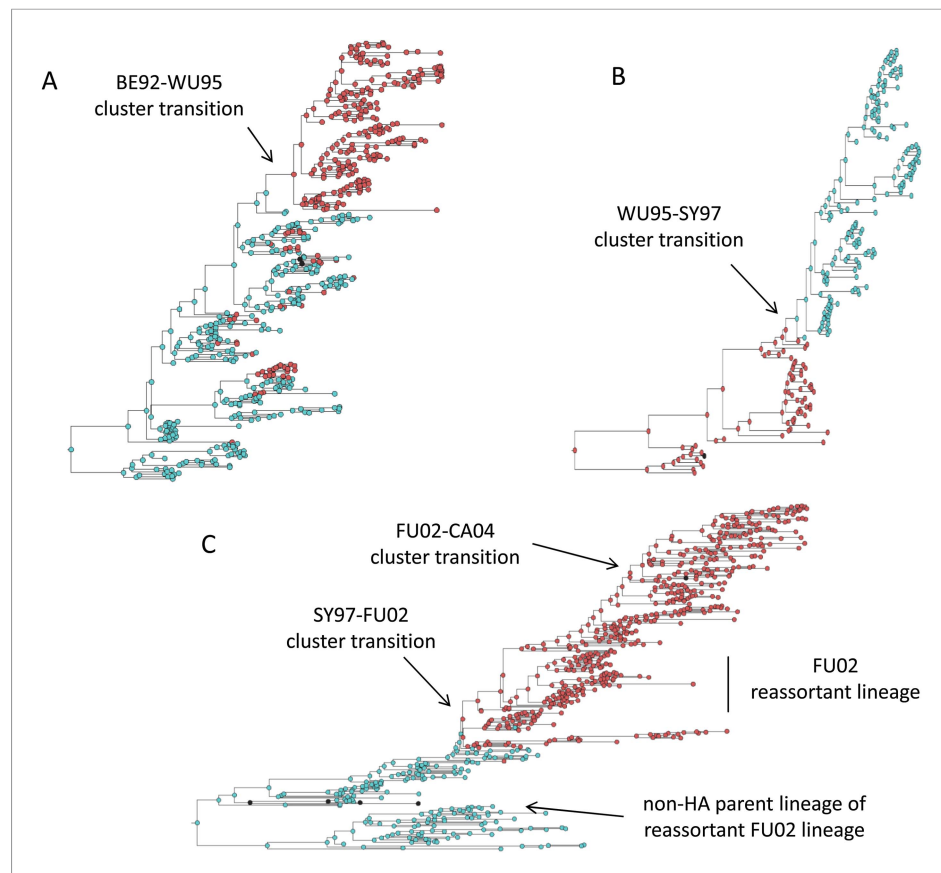 A
BE92-WU95
cluster transition
B
WU95-SY97
cluster transition
C
FU02-CA04
cluster transition
SY97-FU02
cluster transition
FU02
reassortant lineage
non-HA parent lineage of
reassortant FU02 lineage